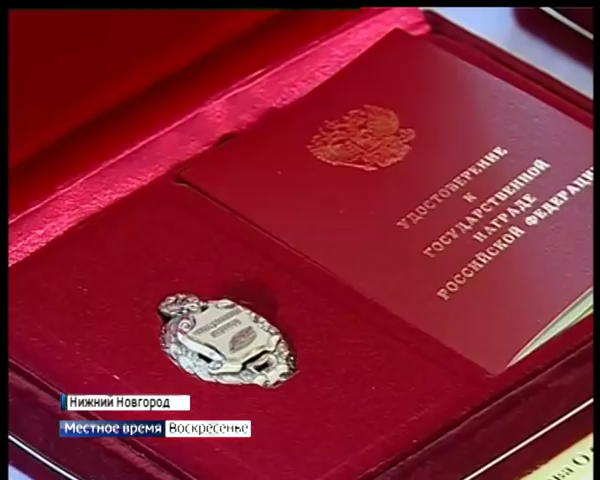 УДОСТОВЕРЕНИЕ
К
ГОСУДАРСТВЕННОЙ
НАГРАДЕ
РОССИЙСКОЙ ФЕДЕРАЦИИ
Нижний Новгород
Местное время Воскресенье